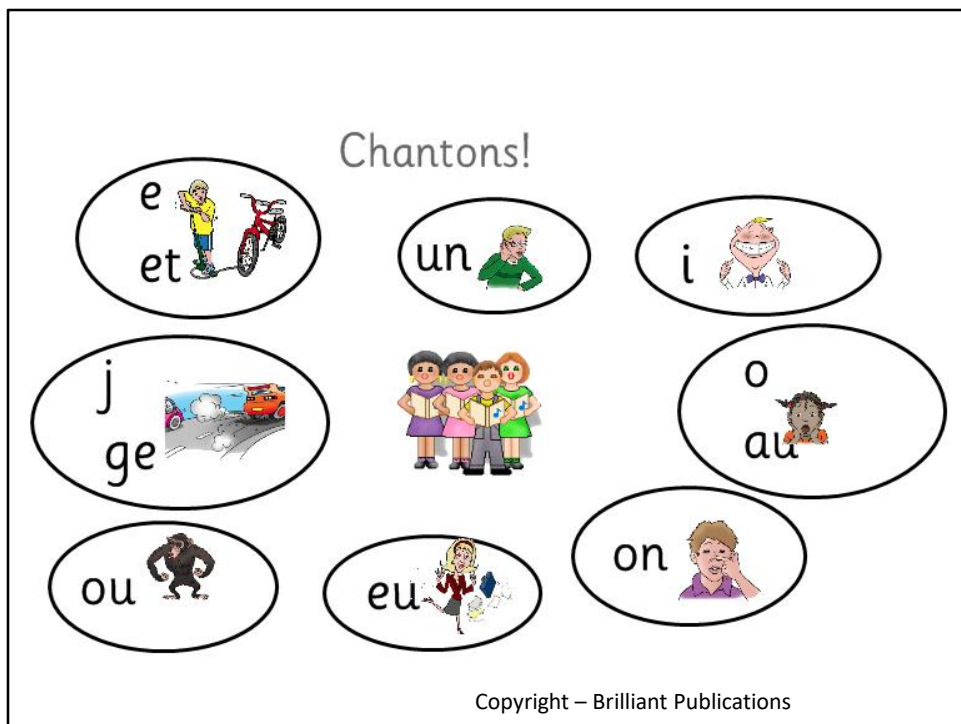 Chantons!
e
et
un
i
j
ge
o
au
ou
eu
on
Copyright – Brilliant Publications